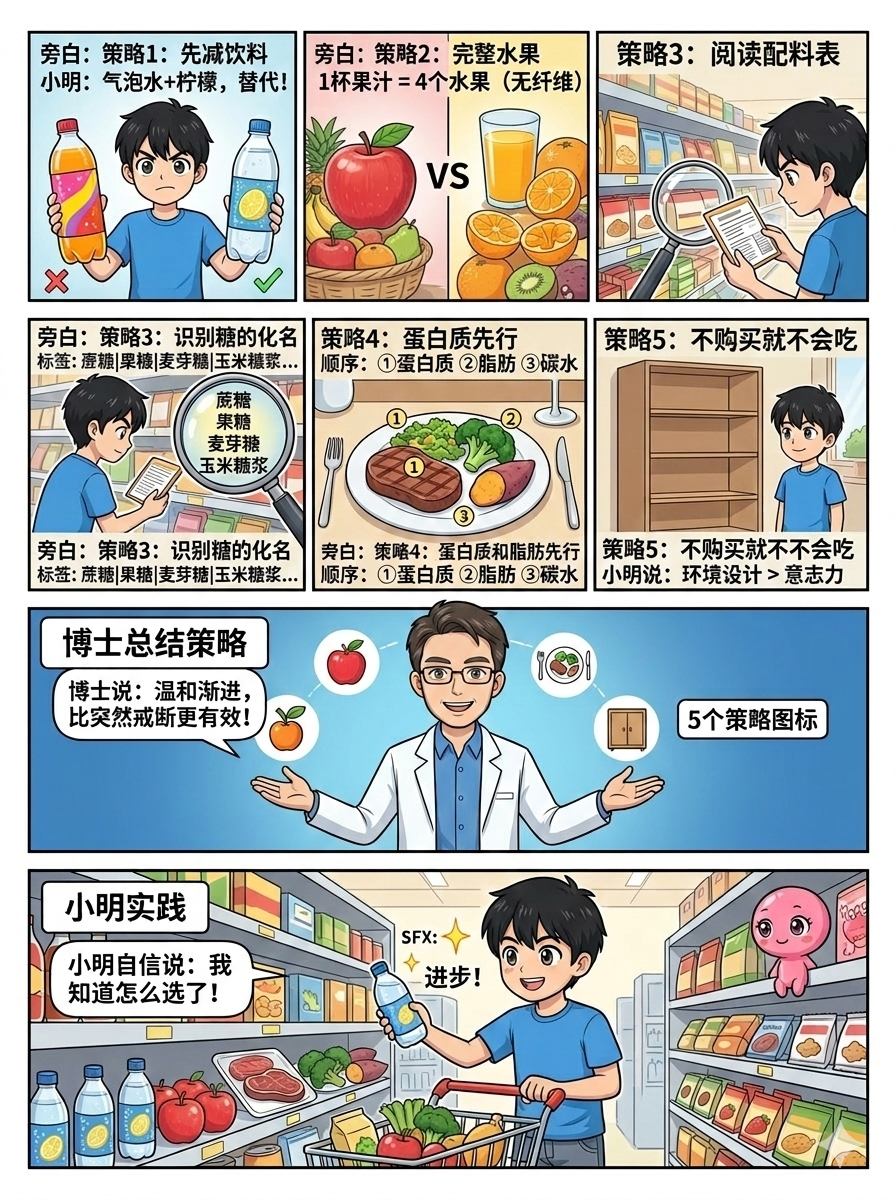 旁白：策略1：先减饮料
小明：气泡水+柠檬，替代！
旁白：策略2：完整水果
1杯果汁 = 4个水果（无纤维）
VS
策略3：阅读配料表
旁白：策略3：识别糖的化名
标签: 蔗糖|果糖|麦芽糖|玉米糖浆...
蔗糖
果糖
麦芽糖
玉米糖浆
旁白：策略3：识别糖的化名
标签: 蔗糖|果糖|麦芽糖|玉米糖浆...
策略4：蛋白质先行
顺序：①蛋白质 ②脂肪 ③碳水
①
②
①
③
旁白：策略4：蛋白质和脂肪先行
顺序：①蛋白质 ②脂肪 ③碳水
策略5：不购买就不会吃
策略5：不购买就不不会吃
小明说：环境设计 > 意志力
博士总结策略
博士说：温和渐进，
比突然戒断更有效！
5个策略图标
小明实践
小明自信说：我
知道怎么选了！
SFX:
进步！